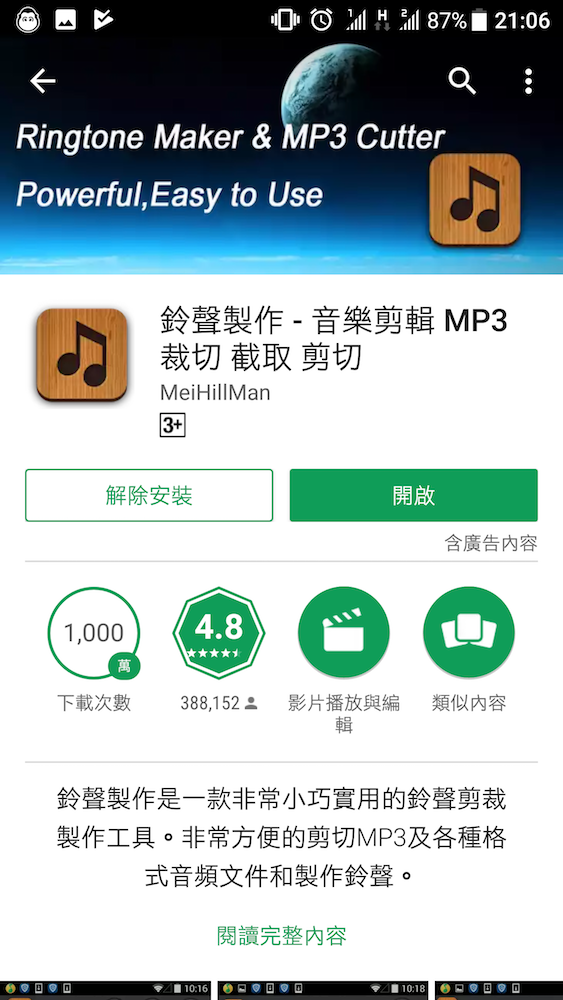 1 H 2 87% 21:06
Ringtone Maker & MP3 Cutter
Powerful,Easy to Use
鈴聲製作 - 音樂剪輯 MP3
裁切 截取 剪切
MeiHillMan
3+
解除安裝
開啟
含廣告內容
1,000
萬
下載次數
4.8
388,152
影片播放與編
輯
類似內容
鈴聲製作是一款非常小巧實用的鈴聲剪裁
製作工具。非常方便的剪切MP3及各種格
式音頻文件和製作鈴聲。
閱讀完整內容
10:16
10:18